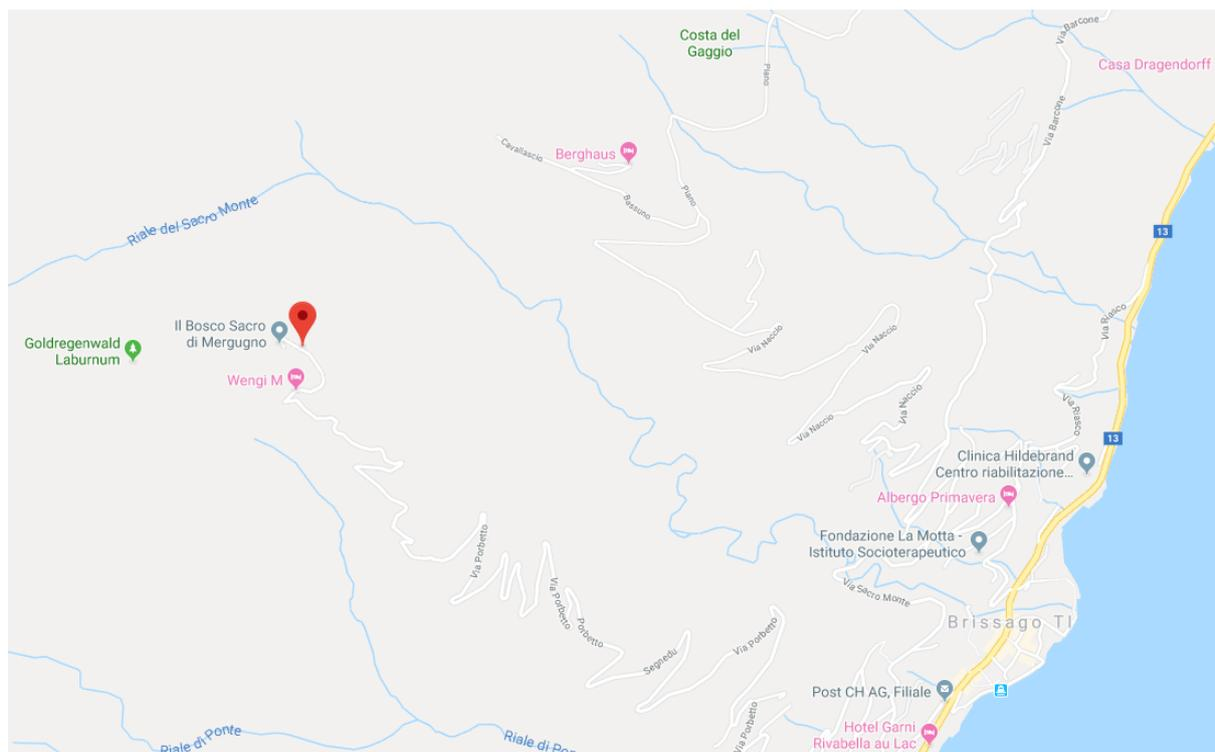 Costa del
Gaggio
Via Barcone
Casa Dragendorff
Piano
Via Barcone
Cavallascio
Berghaus
Bassuno
Piano
Riale del Sacro Monte
13
Il Bosco Sacro
di Mergugno
Goldregenwald
Laburnum
Wengi M
Via Naccio
Via Naccio
Via Riasco
Via Naccio
Via Naccio
Via Riasco
13
Clinica Hildebrand
Centro riabilitazione...
Albergo Primavera
Fondazione La Motta -
Istituto Socioterapeutico
Via Porbetto
Via Porbetto
Porbetto
Via Sacro Monte
Brissago TI
Via Porbetto
Segnedu
Post CH AG, Filiale
Via Porbetto
Hotel Garni
Rivabella au Lac
Riale di Ponte
Riale di Pon